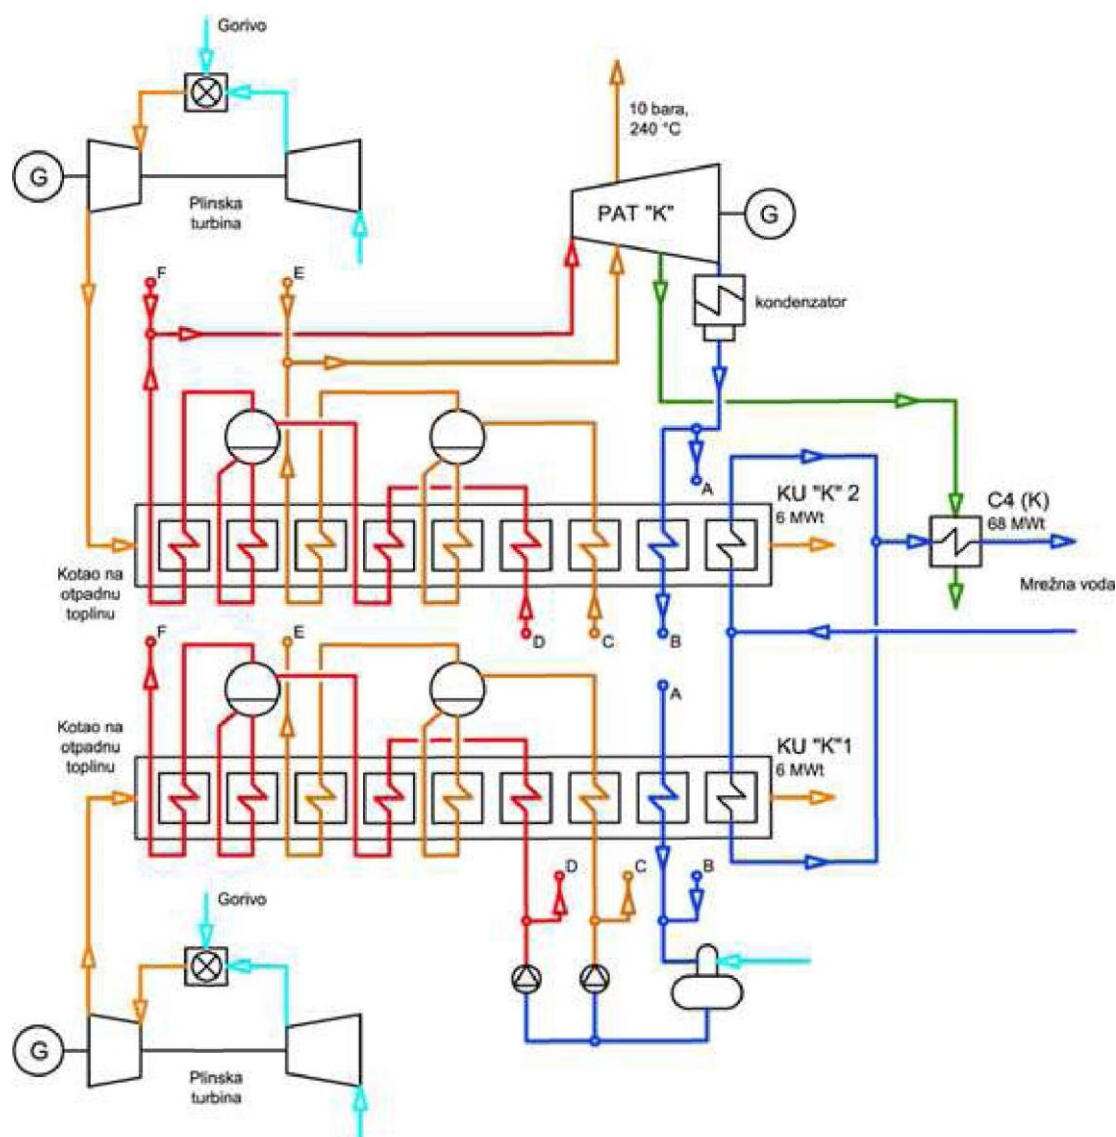 Gorivo
10 bara,
240 °C
G
Plinska
turbina
PAT "K"
G
F
E
kondenzator
A
KU "K" 2
6 MWt
C4 (K)
68 MWt
Kotao na
otpadnu
toplinu
Mrežna voda
D
C
B
F
E
A
Kotao na
otpadnu
toplinu
KU "K"1
6 MWt
D
C
B
Gorivo
G
Plinska
turbina